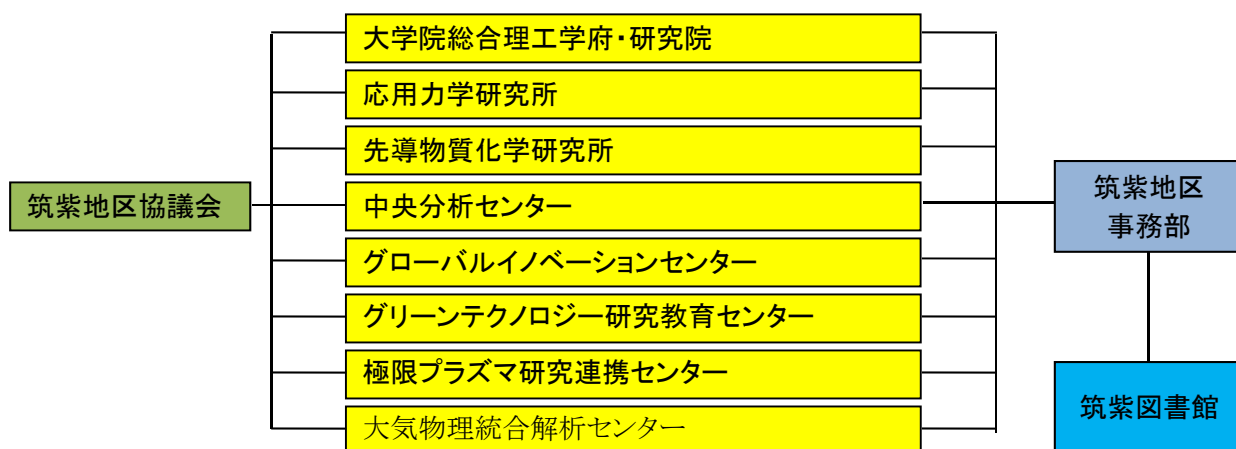 大学院総合理工学府・研究院
応用力学研究所
先導物質化学研究所
筑紫地区協議会
中央分析センター
筑紫地区
事務部
グローバルイノベーションセンター
グリーンテクノロジー研究教育センター
極限プラズマ研究連携センター
大気物理統合解析センター
筑紫図書館